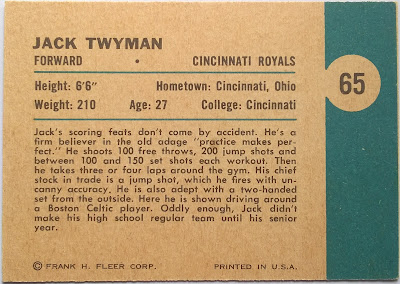 JACK TWYMAN
FORWARD • CINCINNATI ROYALS
65
Height: 6'6" Hometown: Cincinnati, Ohio
Weight: 210 Age: 27 College: Cincinnati
Jack's scoring feats don't come by accident. He's a
firm believer in the old adage "practice makes per-
fect." He shoots 100 free throws, 200 jump shots and
between 100 and 150 set shots each workout. Then
he takes three or four laps around the gym. His chief
stock in trade is a jump shot, which he fires with un-
canny accuracy. He is also adept with a two-handed
set from the outside. Here he is shown driving around
a Boston Celtic player. Oddly enough, Jack didn't
make his high school regular team until his senior
year.
© FRANK H. FLEER CORP. PRINTED IN U.S.A.